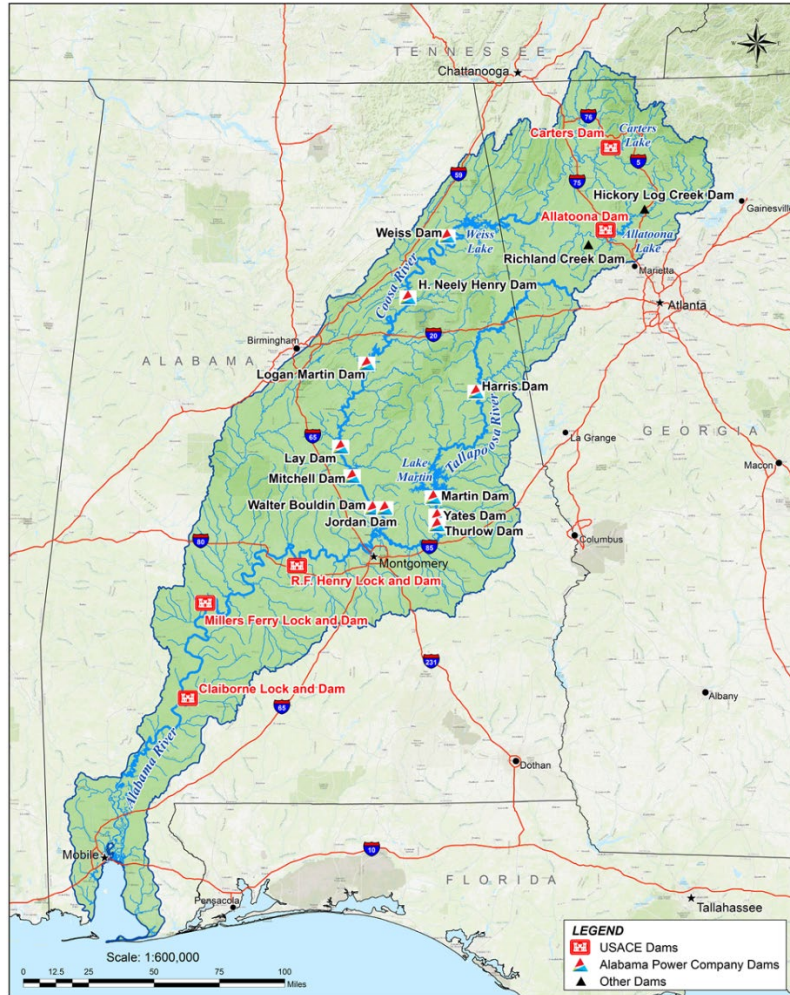 TENNESSEE
Chattanooga
76
Carters Dam
Carters
Lake
5
59
75
Hickory Log Creek Dam
Gainesville
Allatoona Dam
Weiss Dam
Weiss
Lake
Allatoona
Lake
Richland Creek Dam
Marietta
Coosa River
H. Neely Henry Dam
Atlanta
Birmingham
20
ALABAMA
Logan Martin Dam
Harris Dam
Tallapoosa River
GEORGIA
La Grange
65
Lay Dam
Macon
Mitchell Dam
Lake
Martin
Martin Dam
Walter Bouldin Dam
Yates Dam
Jordan Dam
Thurlow Dam
80
85
Columbus
Montgomery
R.F. Henry Lock and Dam
Millers Ferry Lock and Dam
231
Claiborne Lock and Dam
65
Albany
Alabama River
Dothan
Mobile
10
FLORIDA
Pensacola
Tallahassee
Scale: 1:600,000
0 12.5 25 50 75 100
Miles
LEGEND
USACE Dams
Alabama Power Company Dams
Other Dams